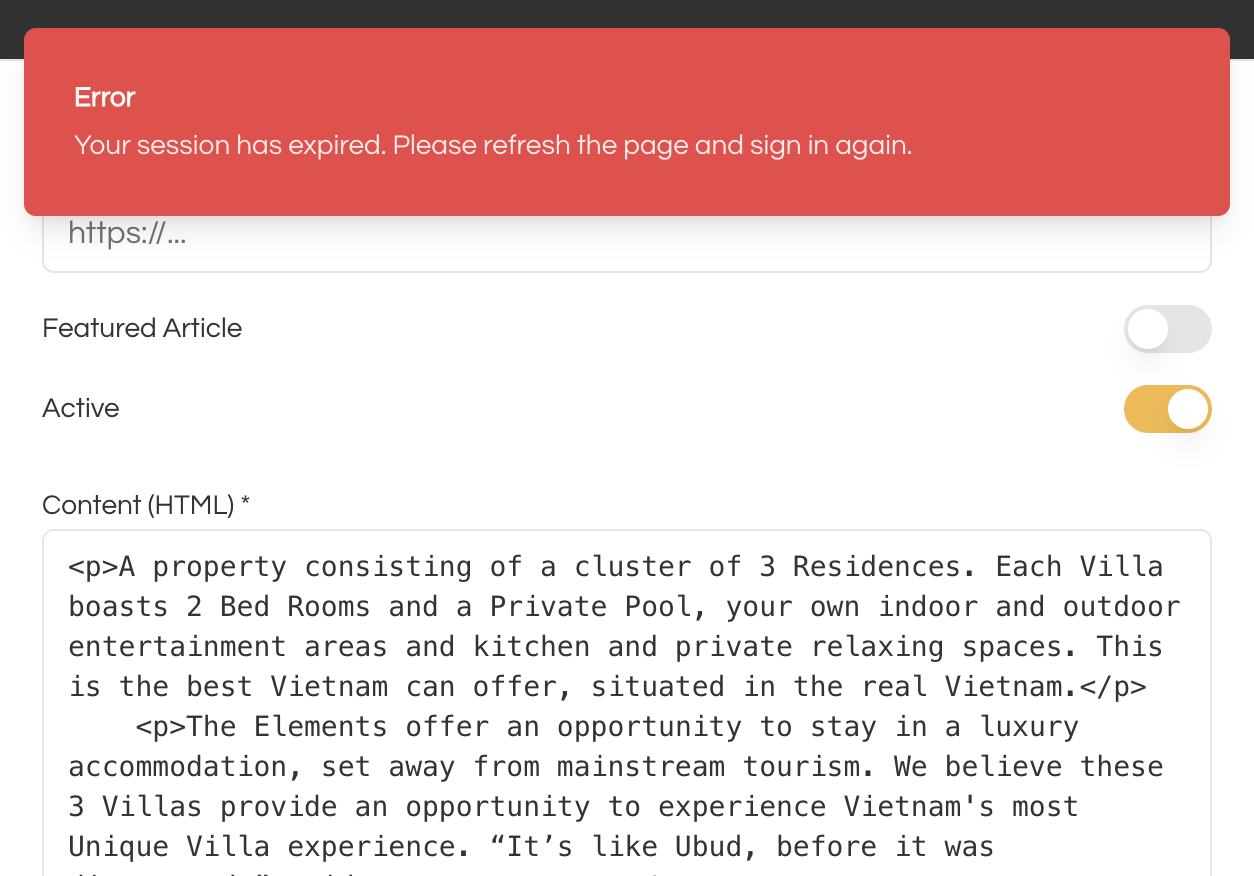 Error
Your session has expired. Please refresh the page and sign in again.
https://...
Featured Article
Active
Content (HTML) *
<p>A property consisting of a cluster of 3 Residences. Each Villa
boasts 2 Bed Rooms and a Private Pool, your own indoor and outdoor
entertainment areas and kitchen and private relaxing spaces. This
is the best Vietnam can offer, situated in the real Vietnam.</p>
<p>The Elements offer an opportunity to stay in a luxury
accommodation, set away from mainstream tourism. We believe these
3 Villas provide an opportunity to experience Vietnam's most
Unique Villa experience. “It’s like Ubud, before it was